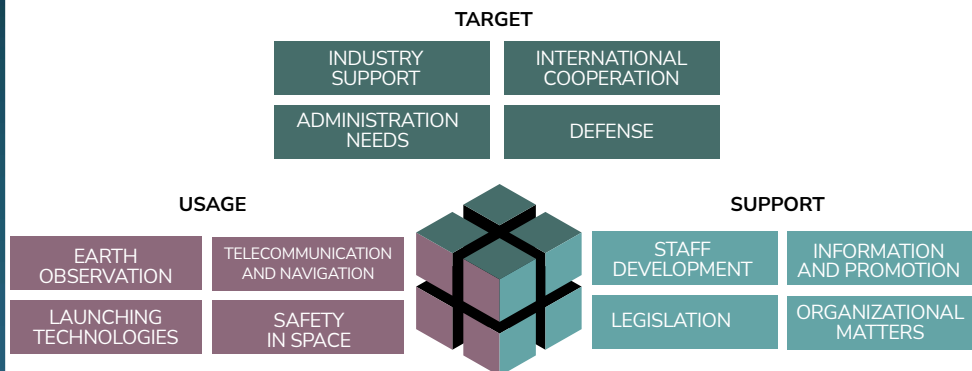 TARGET
INDUSTRY
SUPPORT
INTERNATIONAL
COOPERATION
ADMINISTRATION
NEEDS
DEFENSE
USAGE
EARTH
OBSERVATION
TELECOMMUNICATION
AND NAVIGATION
LAUNCHING
TECHNOLOGIES
SAFETY
IN SPACE
SUPPORT
STAFF
DEVELOPMENT
INFORMATION
AND PROMOTION
LEGISLATION
ORGANIZATIONAL
MATTERS